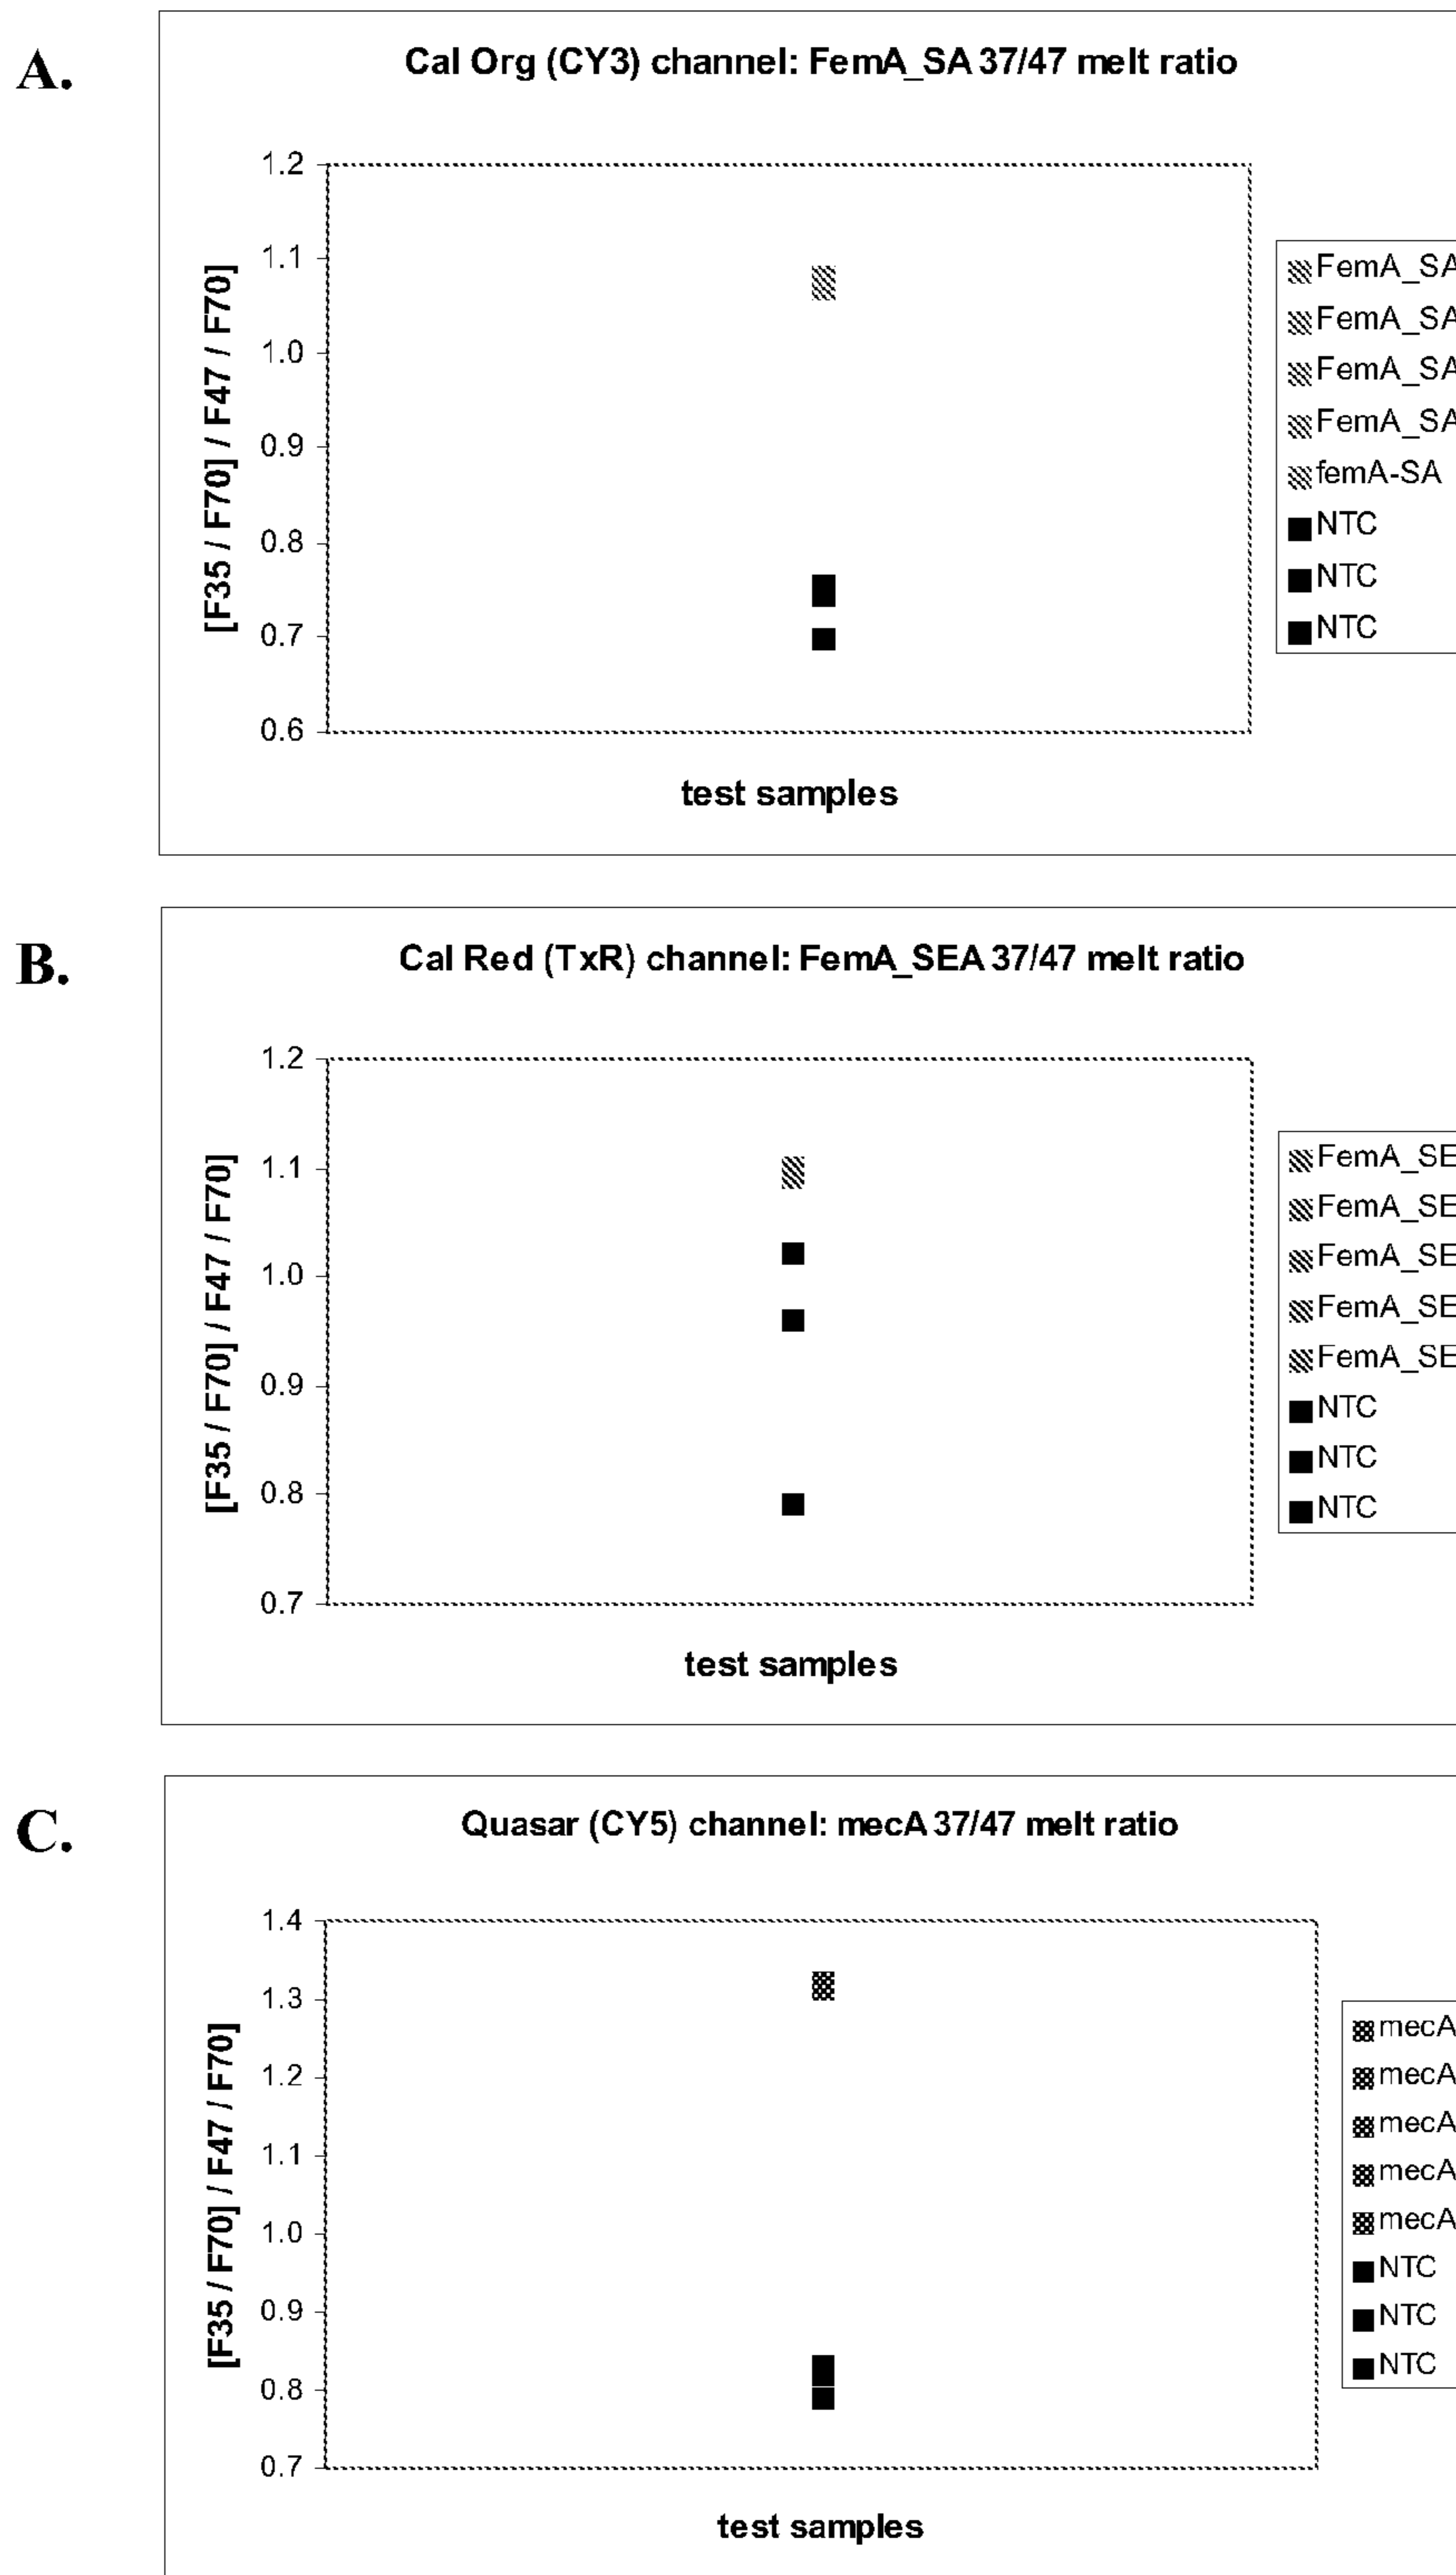 A.
Cal Org (CY3) channel: FemA_SA 37/47 melt ratio
[F35 / F70] / F47 / F70]
1.2
1.1
1.0
0.9
0.8
0.7
0.6
test samples
FemA_SA
FemA_SA
FemA_SA
FemA_SA
femA-SA
NTC
NTC
NTC
B.
Cal Red (TxR) channel: FemA_SEA 37/47 melt ratio
[F35 / F70] / F47 / F70]
1.2
1.1
1.0
0.9
0.8
0.7
test samples
FemA_SE
FemA_SE
FemA_SE
FemA_SE
FemA_SE
NTC
NTC
NTC
C.
Quasar (CY5) channel: mecA 37/47 melt ratio
[F35 / F70] / F47 / F70]
1.4
1.3
1.2
1.1
1.0
0.9
0.8
0.7
test samples
mecA
mecA
mecA
mecA
mecA
NTC
NTC
NTC